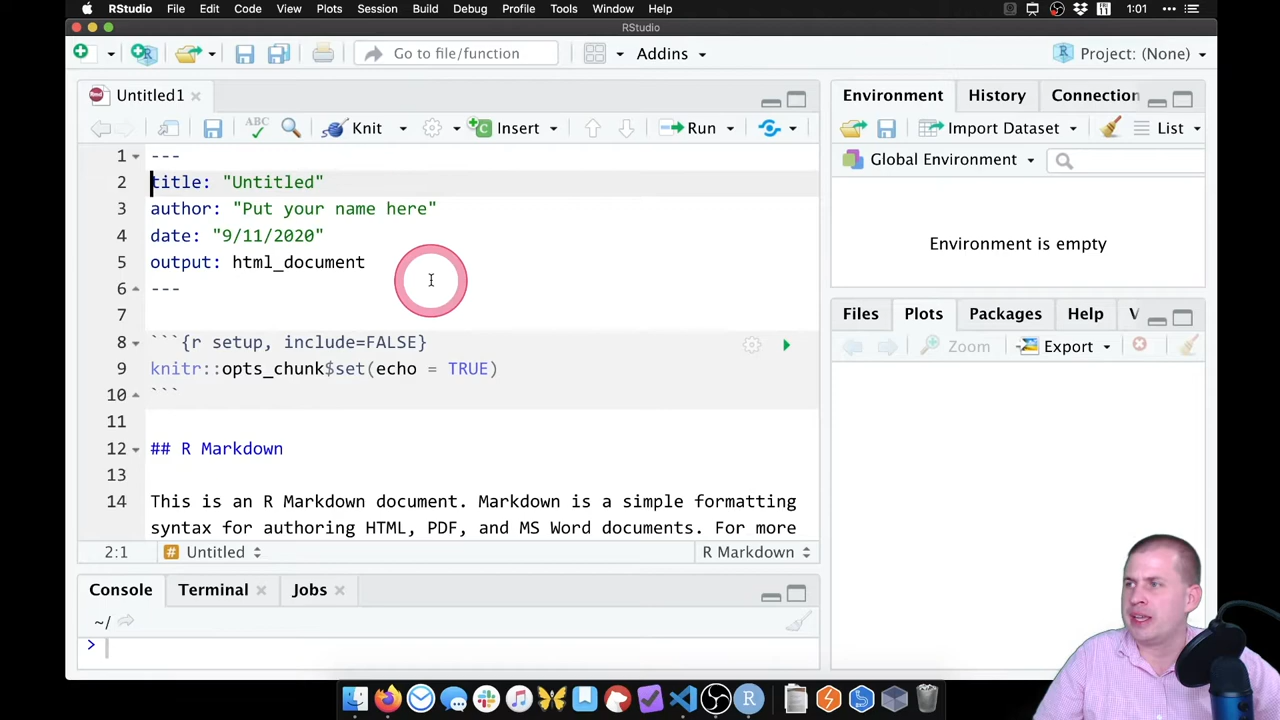 RStudio File Edit Code View Plots Session Build Debug Profile Tools Window Help 11 1:01
RStudio
Go to file/function Addins Project: (None)
Untitled1
ABC Knit Insert Run
1 ---
2 title: "Untitled"
3 author: "Put your name here"
4 date: "9/11/2020"
5 output: html_document
6 ---
7
8 ```{r setup, include=FALSE}
9 knitr::opts_chunk$set(echo = TRUE)
10 ```
11
12 ## R Markdown
13
14 This is an R Markdown document. Markdown is a simple formatting
syntax for authoring HTML, PDF, and MS Word documents. For more
2:1 # Untitled R Markdown
Console Terminal Jobs
~/
>
Environment History Connection
Import Dataset List
R Global Environment
Environment is empty
Files Plots Packages Help V
Zoom Export
R